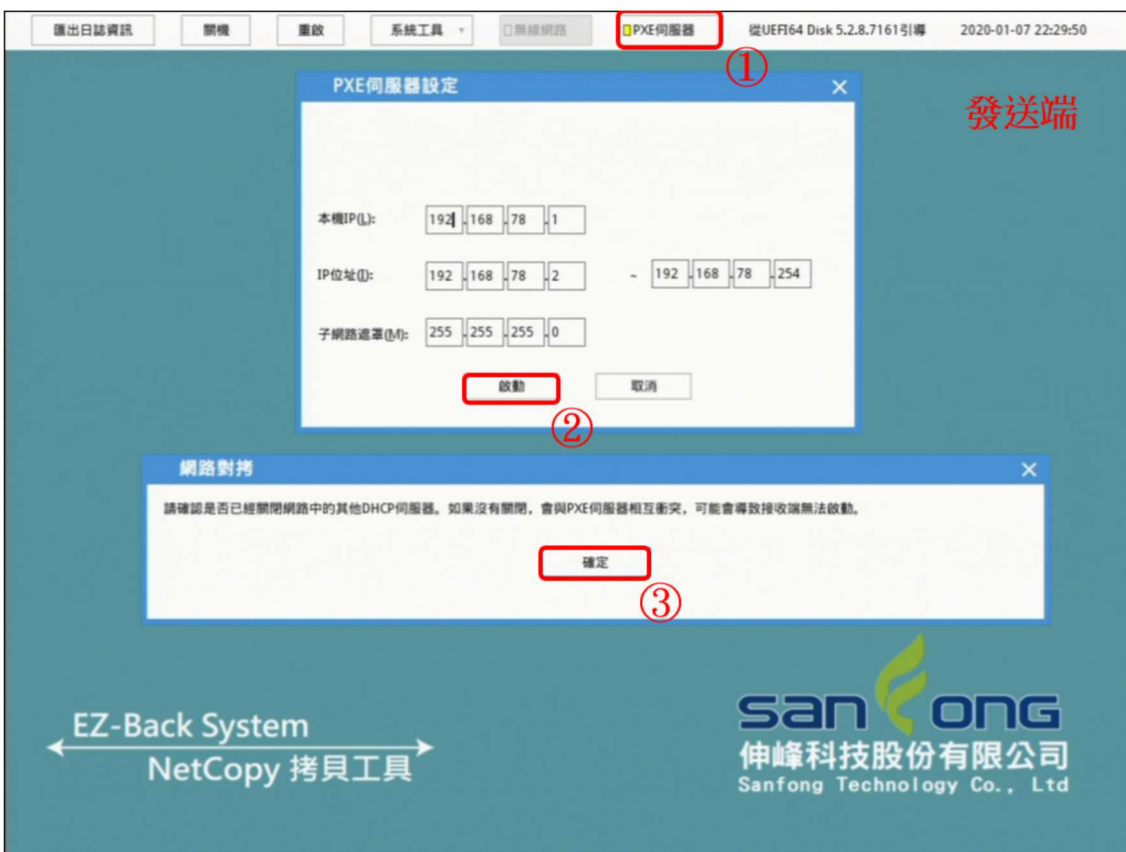 匯出日誌資訊 關機 重啟 系統工具 無線網路 PXE伺服器 從UEFI64 Disk 5.2.8.7161引導 2020-01-07 22:29:50
①
PXE伺服器設定
發送端
本機IP(L): 192.168.78.1
IP位址(I): 192.168.78.2 ~ 192.168.78.254
子網路遮罩(M): 255.255.255.0
啟動 取消
②
網路對拷
請確認是否已經關閉網路中的其他DHCP伺服器。如果沒有關閉，會與PXE伺服器相互衝突，可能會導致接收端無法啟動。
確定
③
EZ-Back System
NetCopy 拷貝工具
sanfong
伸峰科技股份有限公司
Sanfong Technology Co., Ltd